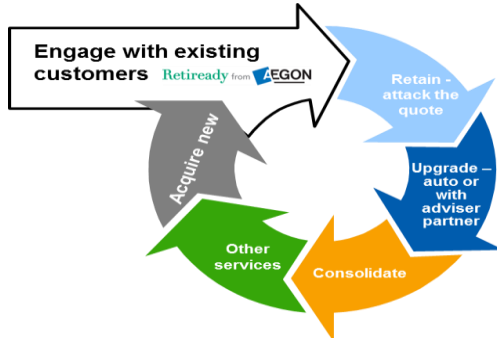 Engage with existing
customers Retiready from AEGON
Retain -
attack the
quote
Upgrade –
auto or
with
adviser
partner
Consolidate
Other
services
Acquire new